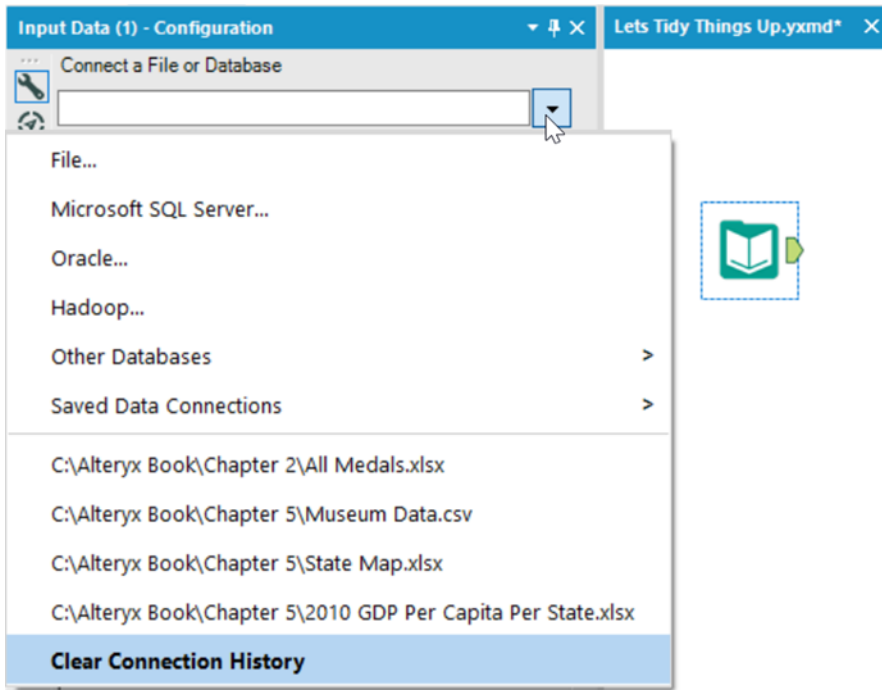 Input Data (1) - Configuration
Lets Tidy Things Up.yxmd*
Connect a File or Database
File...
Microsoft SQL Server...
Oracle...
Hadoop...
Other Databases
Saved Data Connections
C:\Alteryx Book\Chapter 2\All Medals.xlsx
C:\Alteryx Book\Chapter 5\Museum Data.csv
C:\Alteryx Book\Chapter 5\State Map.xlsx
C:\Alteryx Book\Chapter 5\2010 GDP Per Capita Per State.xlsx
Clear Connection History